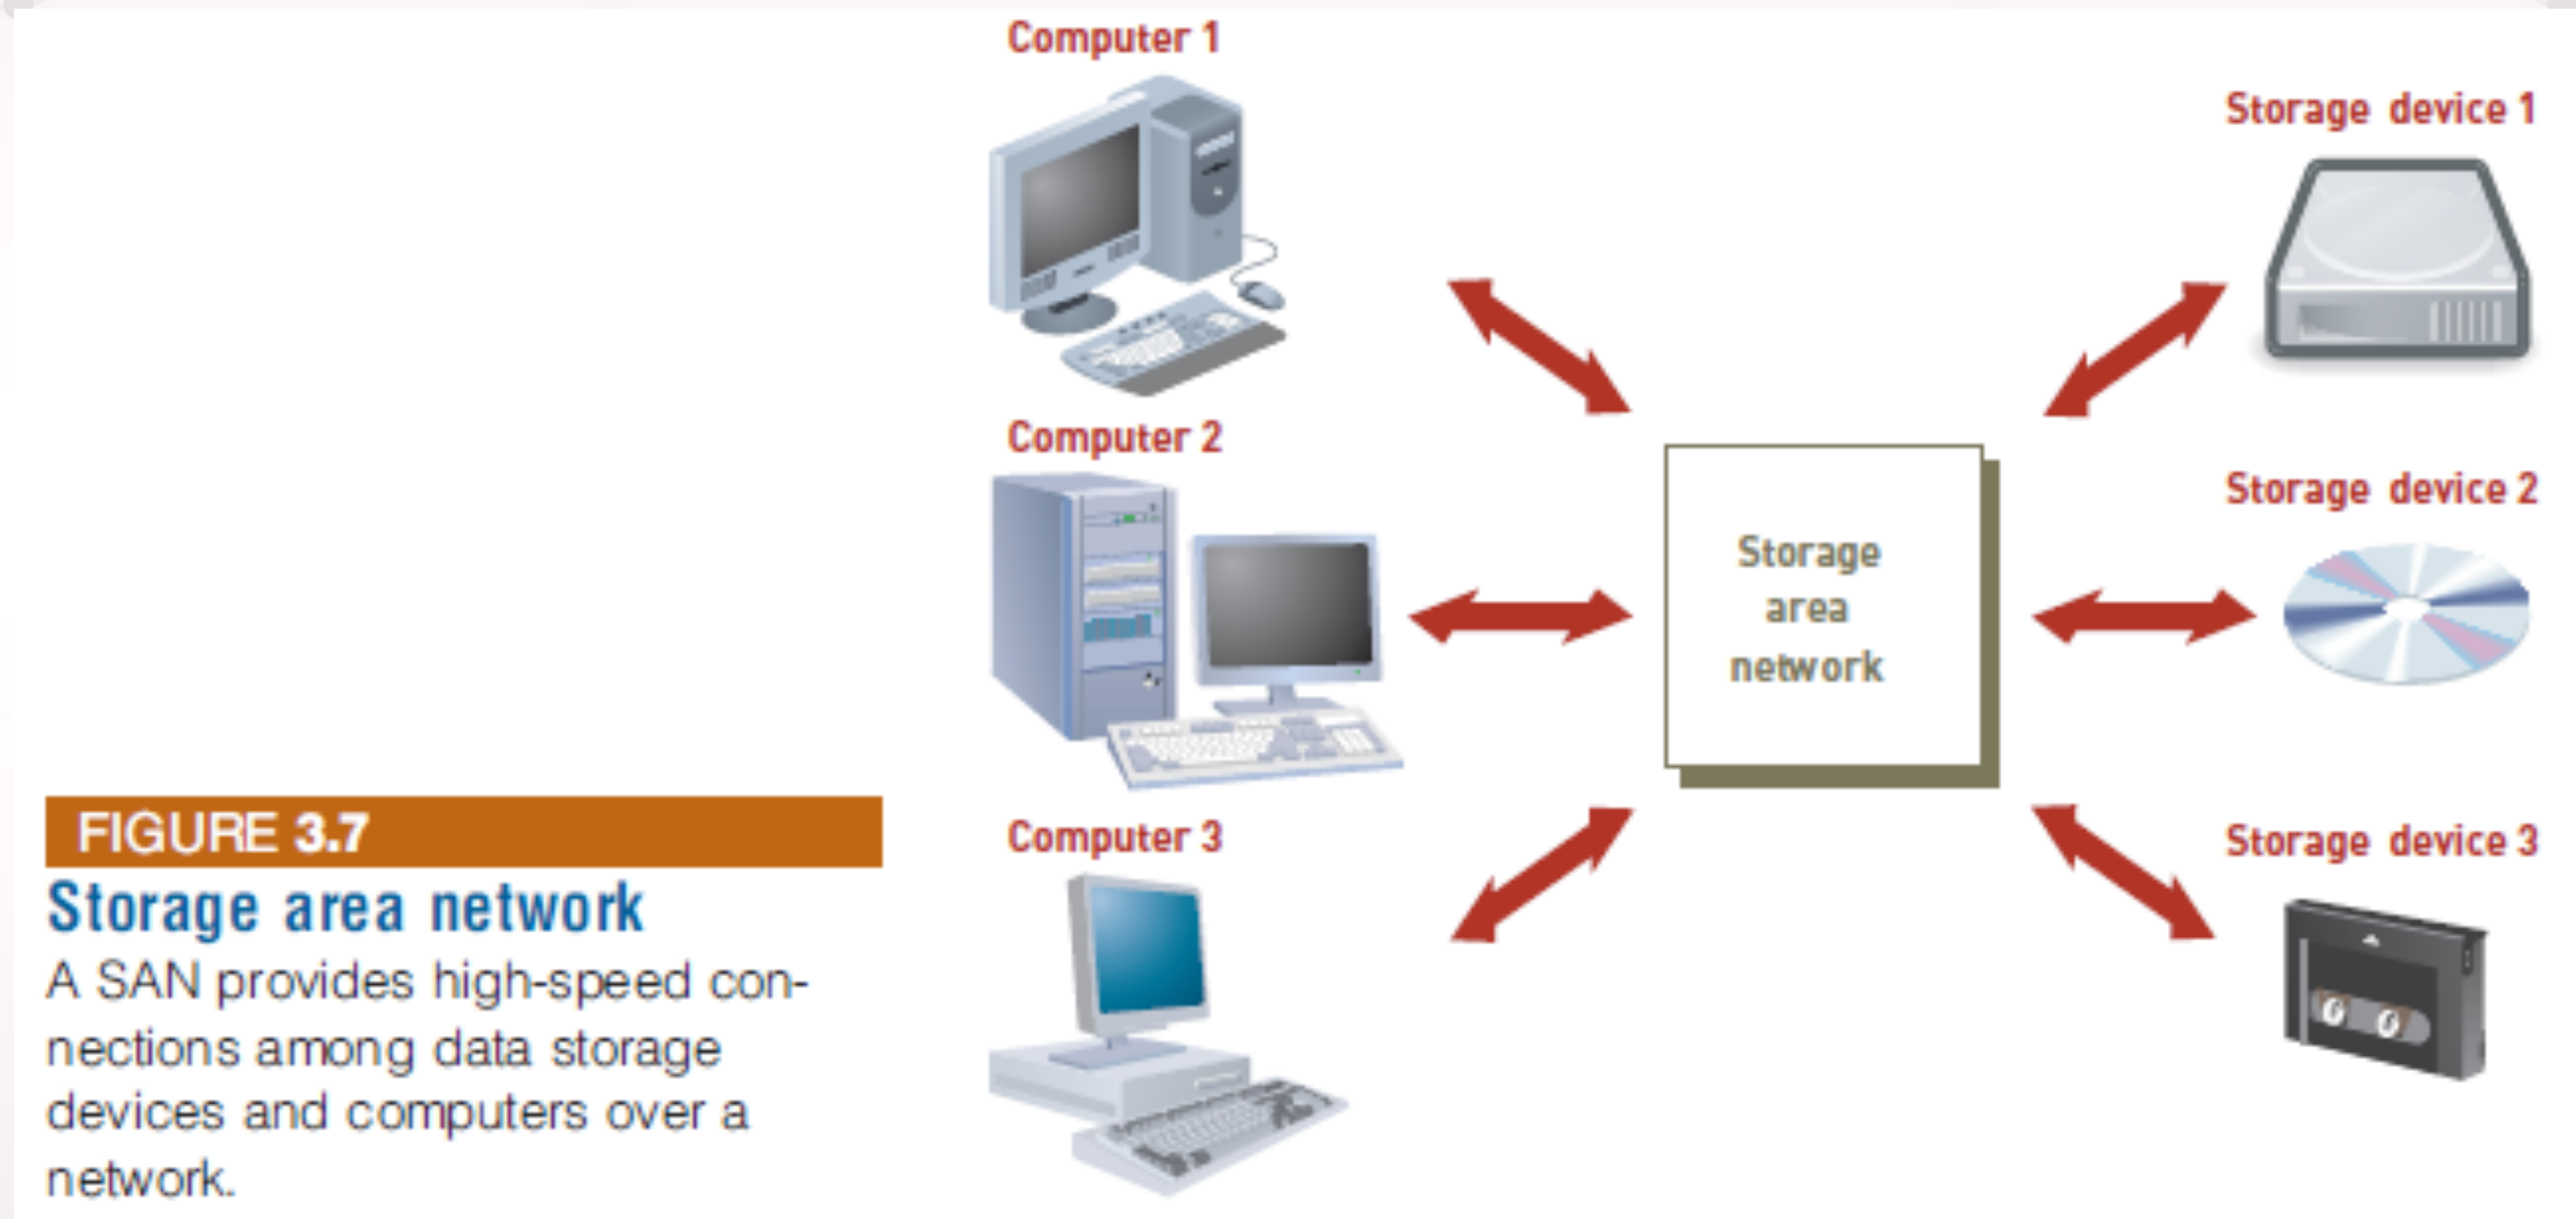 Computer 1
Storage device 1
Computer 2
Storage device 2
Storage
area
network
Computer 3
Storage device 3
FIGURE 3.7
Storage area network
A SAN provides high-speed con-
nections among data storage
devices and computers over a
network.